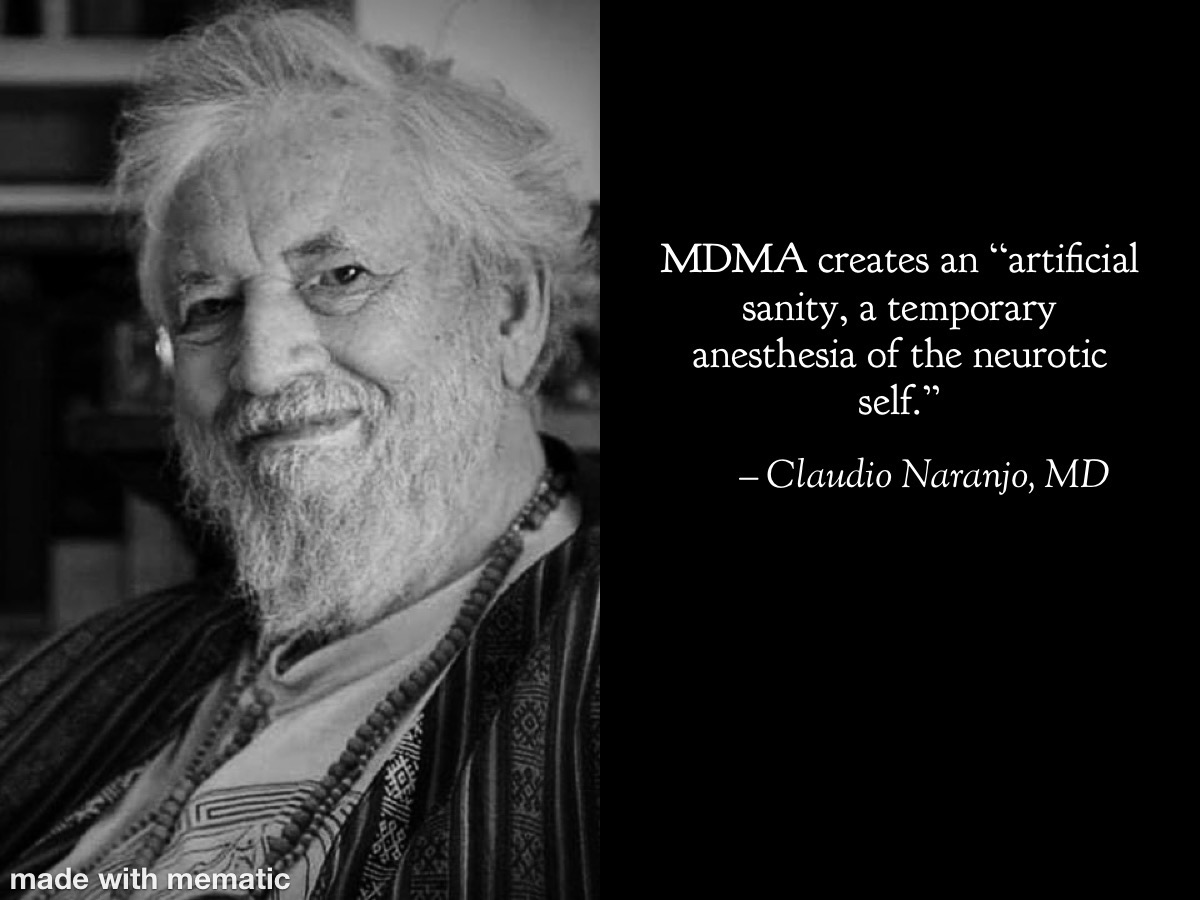 MDMA creates an “artificial
sanity, a temporary
anesthesia of the neurotic
self.”
– Claudio Naranjo, MD
made with mematic